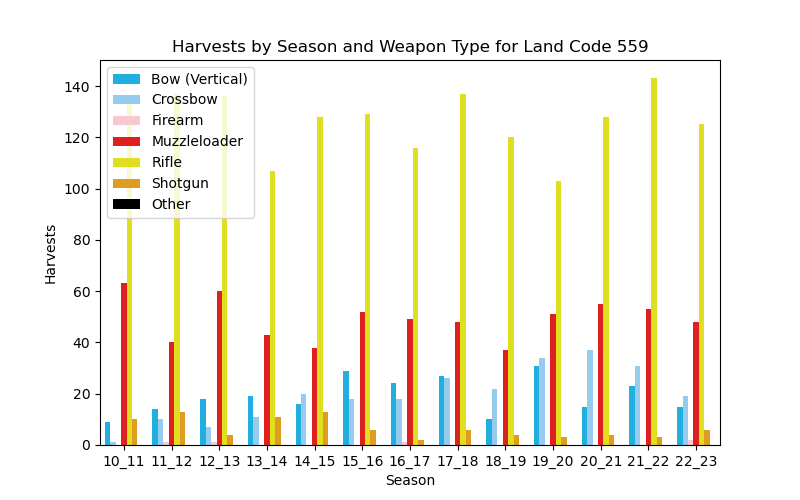 Harvests by Season and Weapon Type for Land Code 559
Bow (Vertical)
Crossbow
Firearm
Muzzleloader
Rifle
Shotgun
Other
140
120
100
80
60
40
20
0
Harvests
10_11 11_12 12_13 13_14 14_15 15_16 16_17 17_18 18_19 19_20 20_21 21_22 22_23
Season